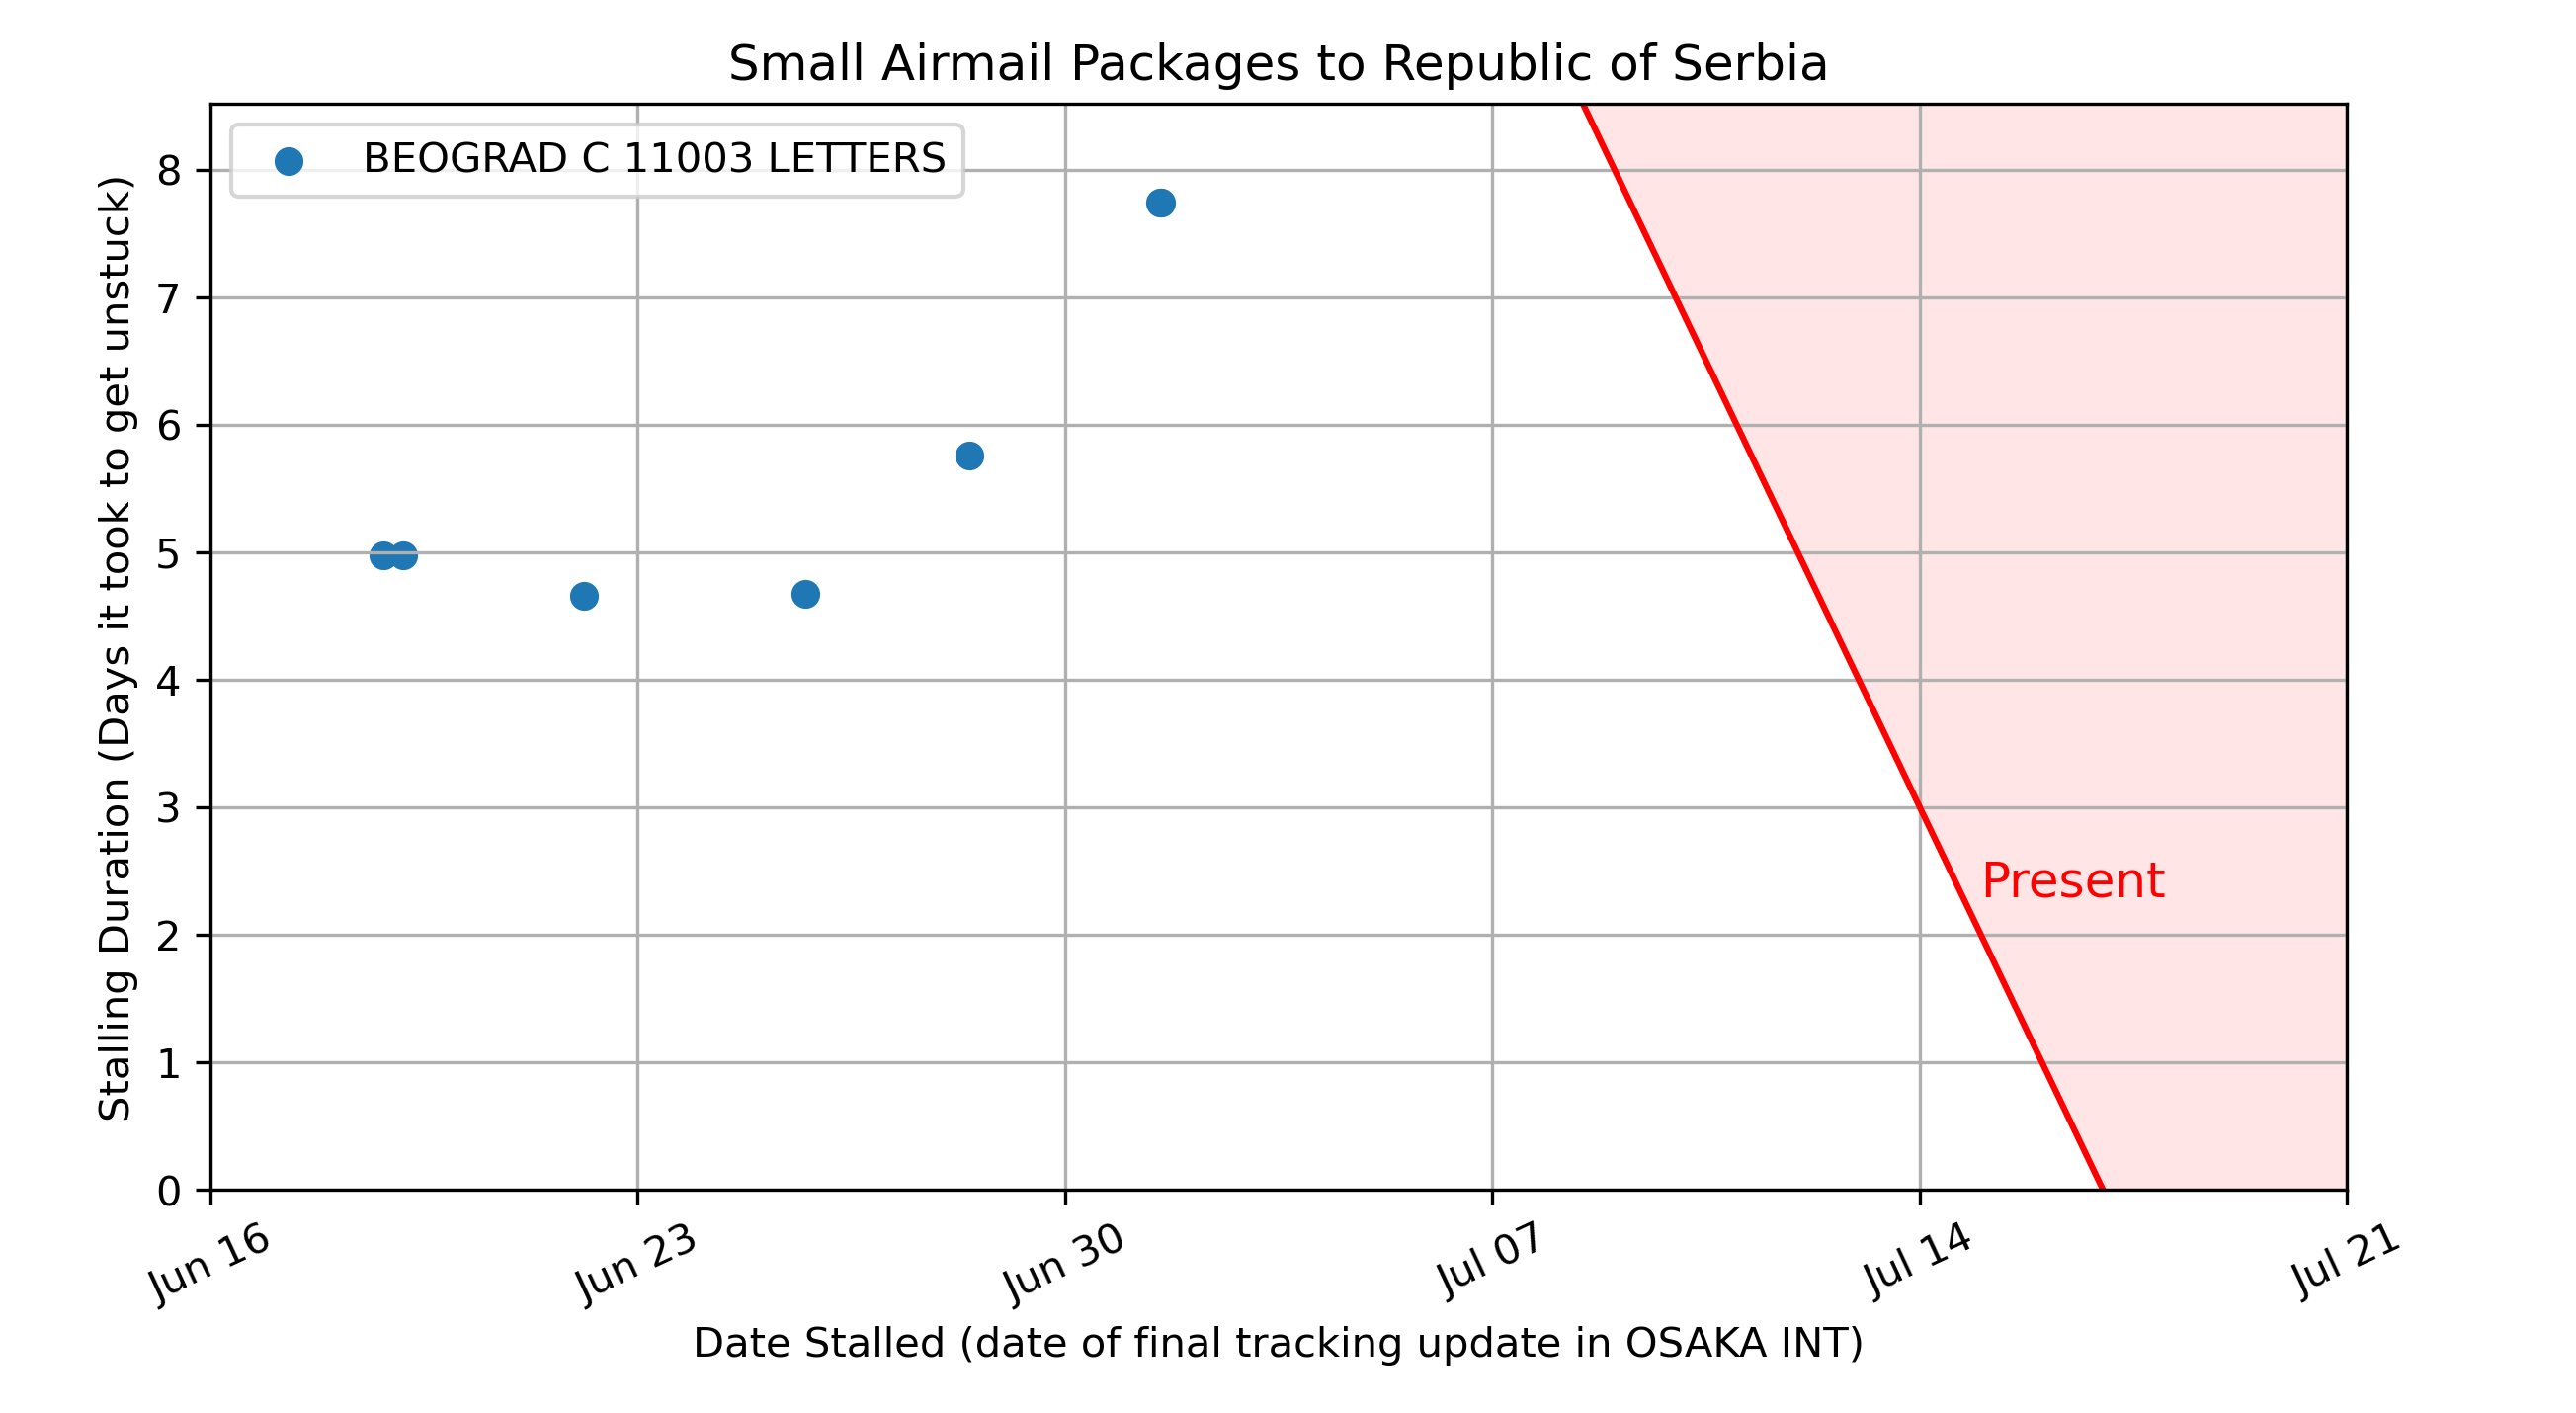 Small Airmail Packages to Republic of Serbia
BEOGRAD C 11003 LETTERS
Stalling Duration (Days it took to get unstuck)
8
7
6
5
4
3
2
1
0
Present
Jun 16
Jun 23
Jun 30
Jul 07
Jul 14
Jul 21
Date Stalled (date of final tracking update in OSAKA INT)